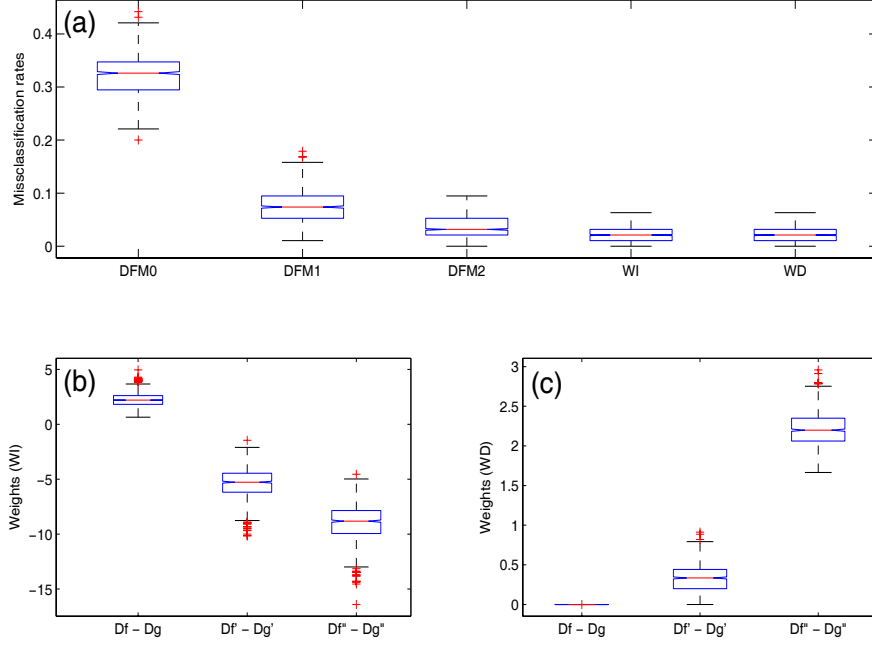 (a)
Missclassification rates
0.4
0.3
0.2
0.1
0
DFM0 DFM1 DFM2 WI WD
(b)
Weights (WI)
5
0
−5
−10
−15
Df − Dg Df' − Dg' Df'' − Dg''
(c)
Weights (WD)
3
2.5
2
1.5
1
0.5
0
Df − Dg Df' − Dg' Df'' − Dg''